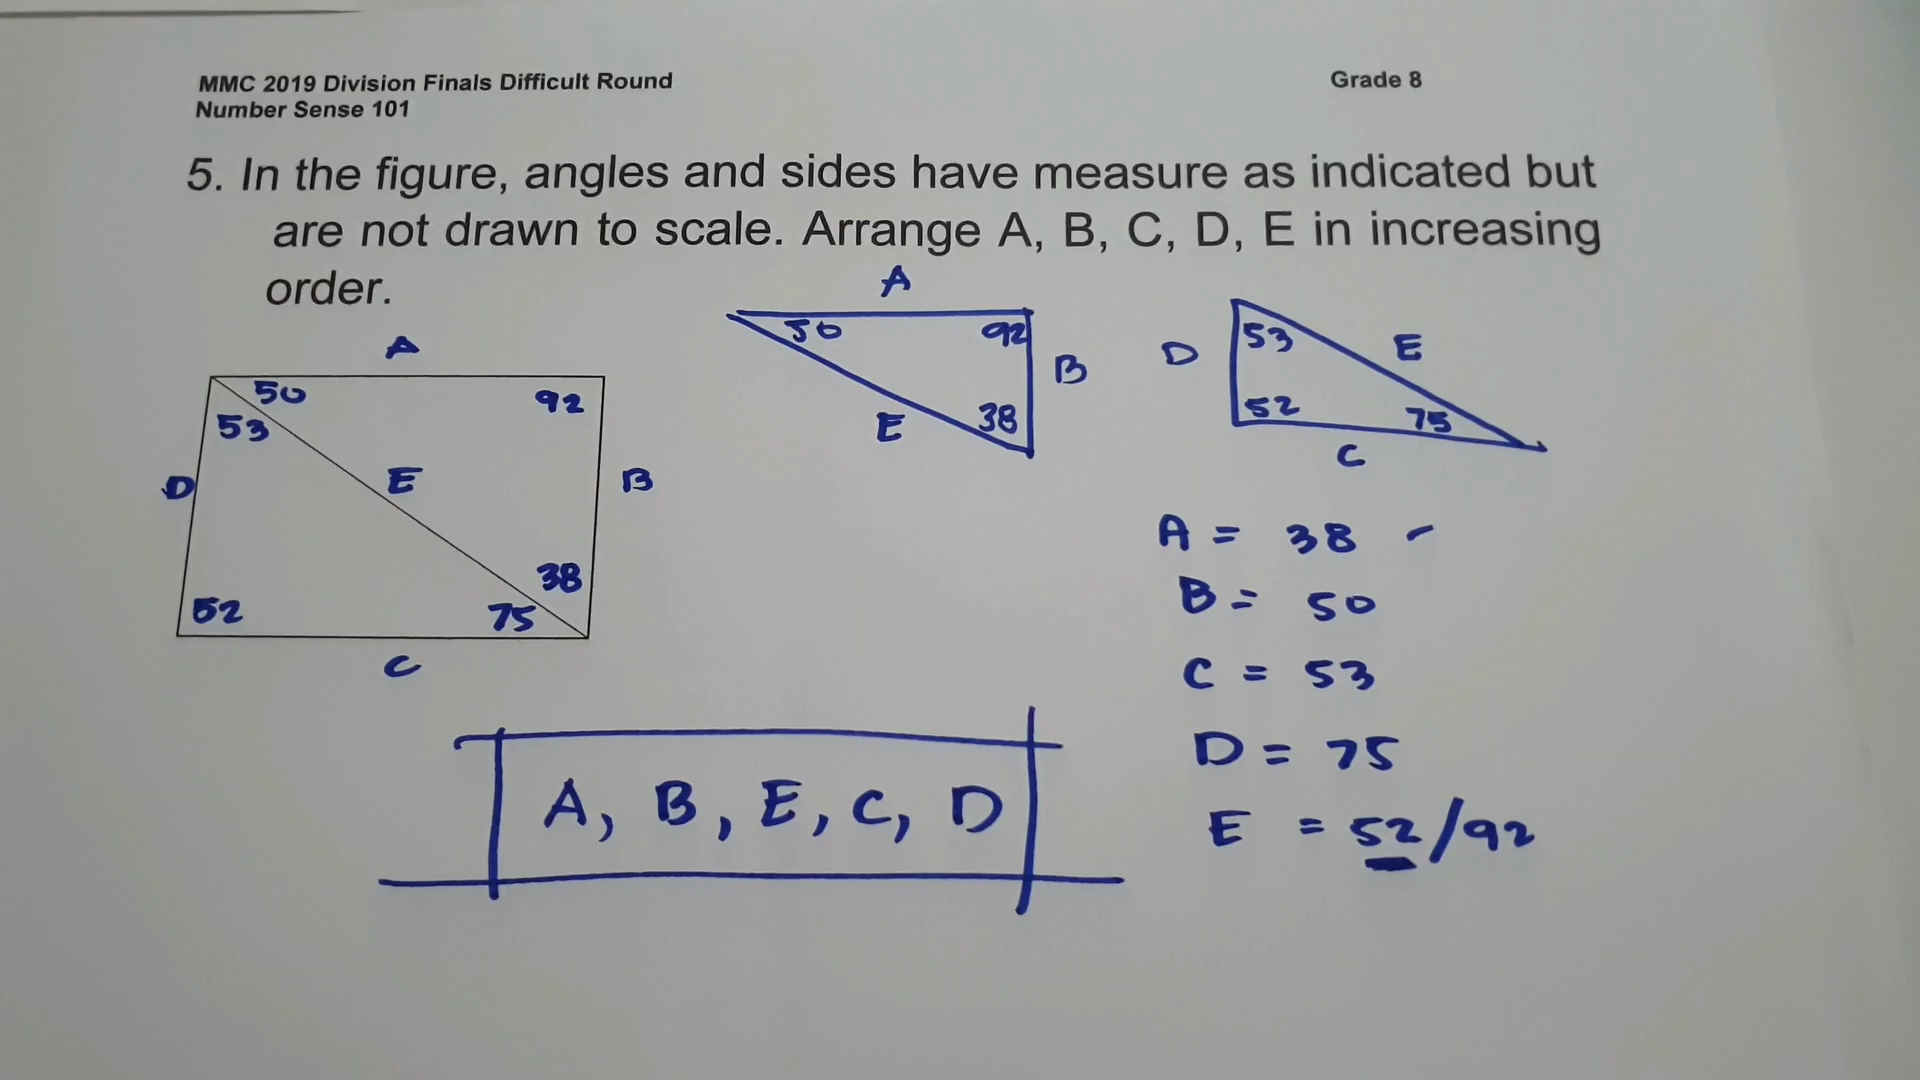 MMC 2019 Division Finals Difficult Round
Grade 8
Number Sense 101
5. In the figure, angles and sides have measure as indicated but
are not drawn to scale. Arrange A, B, C, D, E in increasing
order.
A
50
92
53
D
E
B
38
52
75
C
A
50
92
B
E
38
D
53
E
52
75
C
A = 38
B = 50
C = 53
D = 75
E = 52/92
A, B, E, C, D